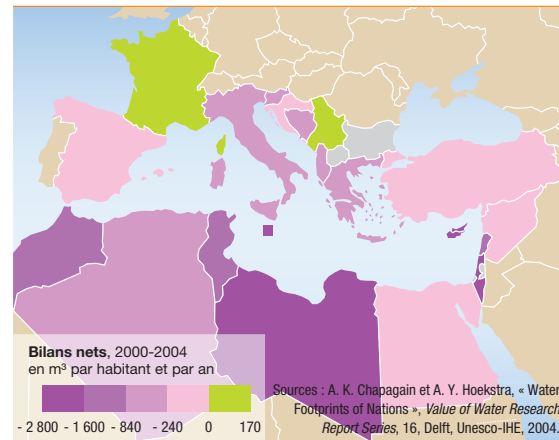 Bilans nets, 2000-2004
en m³ par habitant et par an
- 2 800 - 1 600 - 840 - 240 0 170
Sources : A. K. Chapagain et A. Y. Hoekstra, « Water
Footprints of Nations », Value of Water Research
Report Series, 16, Delft, Unesco-IHE, 2004.